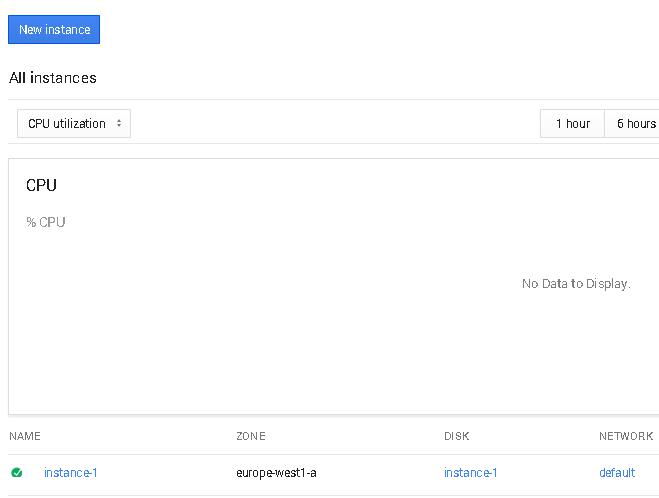 New instance
All instances
CPU utilization 1 hour 6 hours
CPU
% CPU
No Data to Display.
NAME ZONE DISK NETWORK
instance-1 europe-west1-a instance-1 default